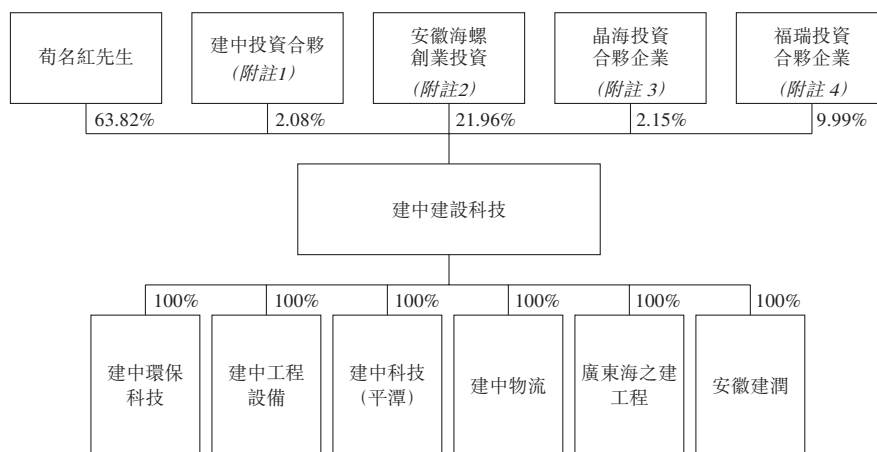 荀名紅先生
建中投資合夥
(附註1)
安徽海螺
創業投資
(附註2)
晶海投資
合夥企業
(附註 3)
福瑞投資
合夥企業
(附註 4)
63.82%
2.08%
21.96%
2.15%
9.99%
建中建設科技
100%
100%
100%
100%
100%
100%
建中環保
科技
建中工程
設備
建中科技
(平潭)
建中物流
廣東海之建
工程
安徽建潤